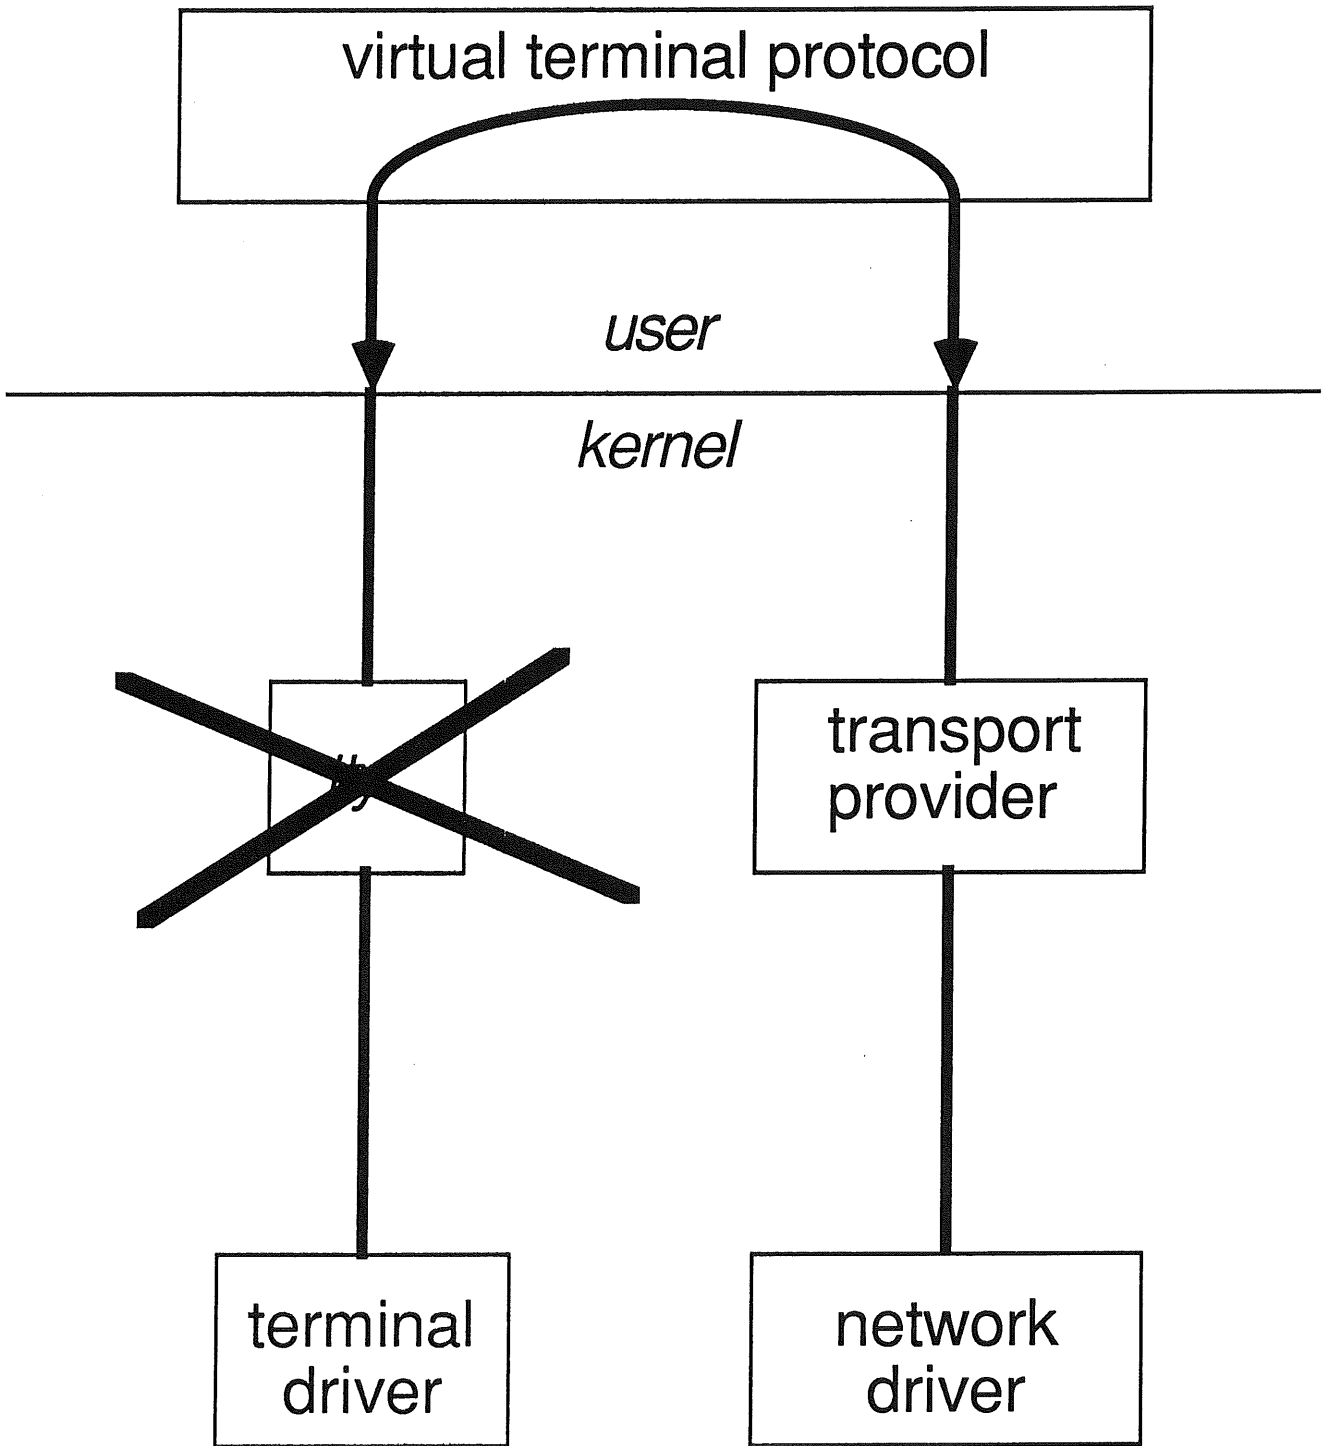 virtual terminal protocol
user
kernel
transport
provider
terminal
driver
network
driver